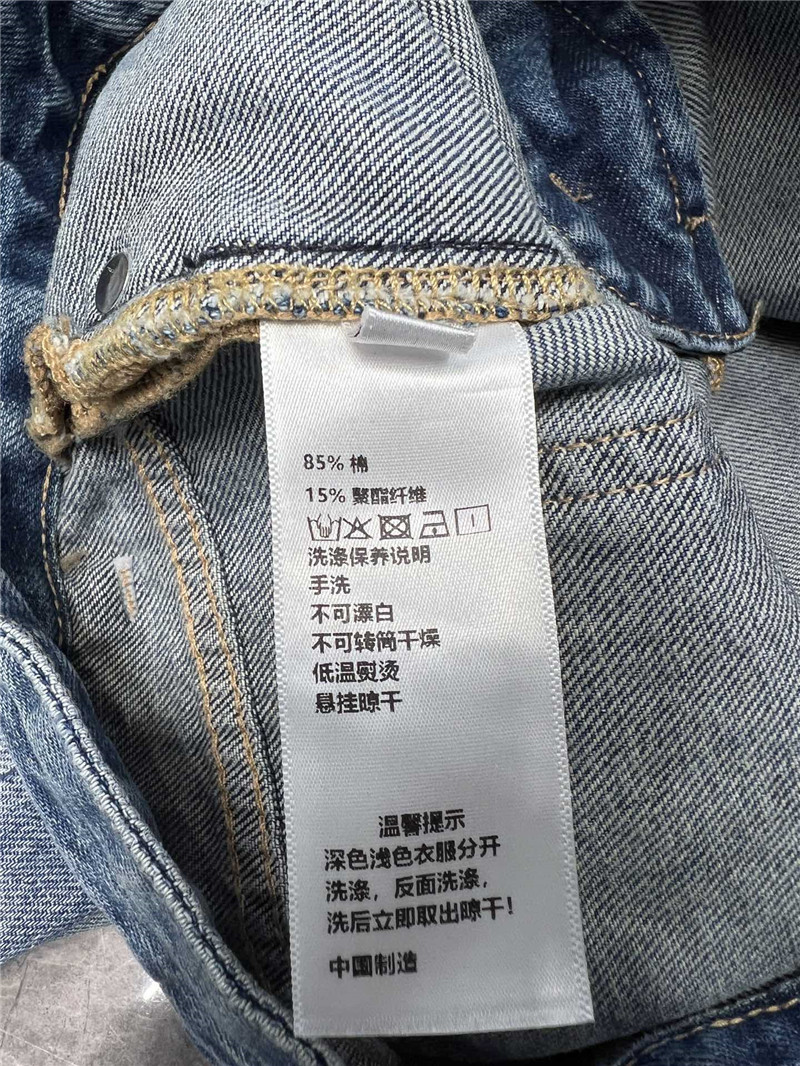 85% 棉
15% 聚酯纤维
洗涤保养说明
手洗
不可漂白
不可转筒干燥
低温熨烫
悬挂晾干
温馨提示
深色浅色衣服分开
洗涤，反面洗涤，
洗后立即取出晾干！
中国制造